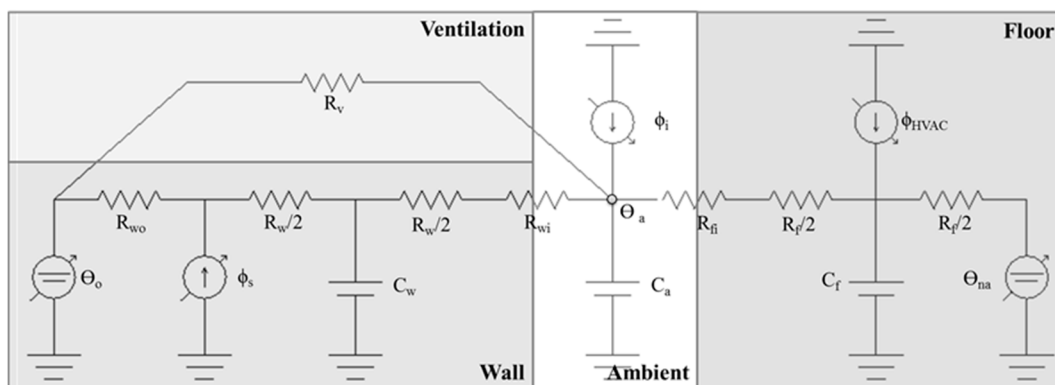 Ventilation
Floor
R_v
ϕ_i
ϕ_HVAC
R_wo
R_w/2
R_w/2
R_wi
Θ_a
R_fi
R_f/2
R_f/2
Θ_o
ϕ_s
C_w
C_a
C_f
Θ_na
Wall
Ambient